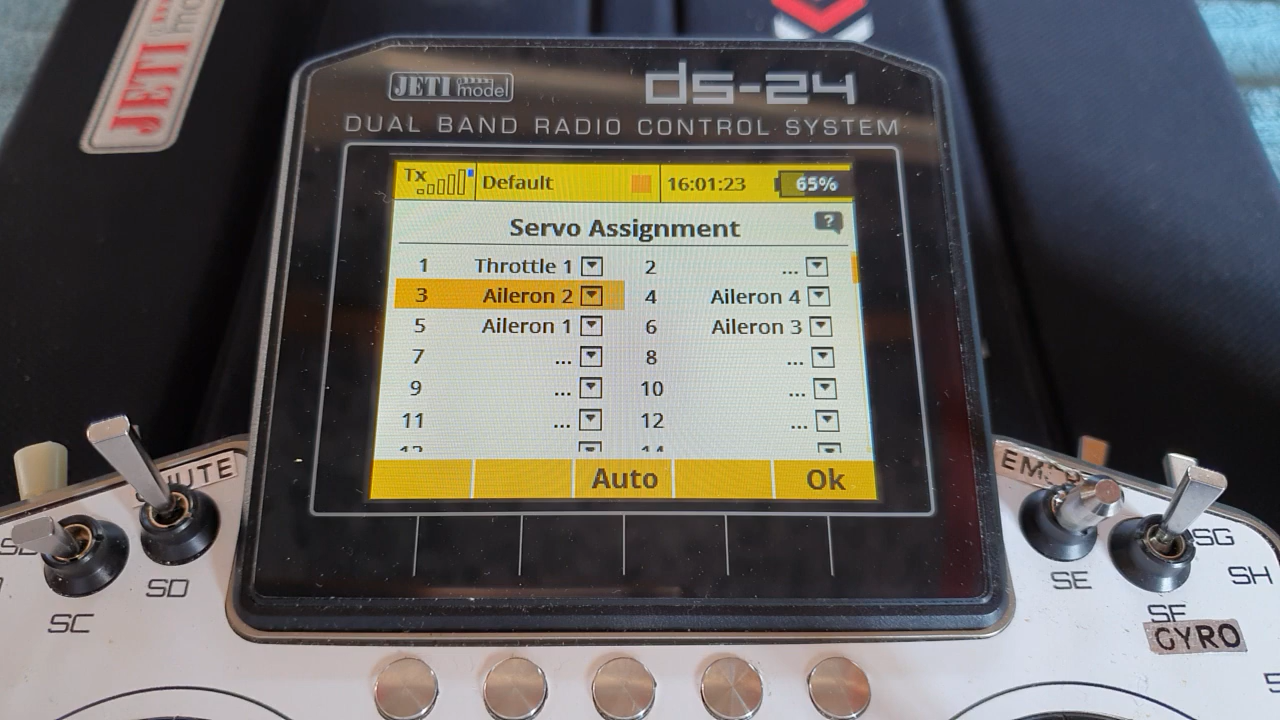 JETI
JETI model
ds-24
DUAL BAND RADIO CONTROL SYSTEM
Tx Default 16:01:23 65%
Servo Assignment ?
1 Throttle 1 2 ...
3 Aileron 2 4 Aileron 4
5 Aileron 1 6 Aileron 3
7 ... 8 ...
9 ... 10 ...
11 ... 12 ...
Auto Ok
SC
SD
SE
SF
SG
SH
GYRO